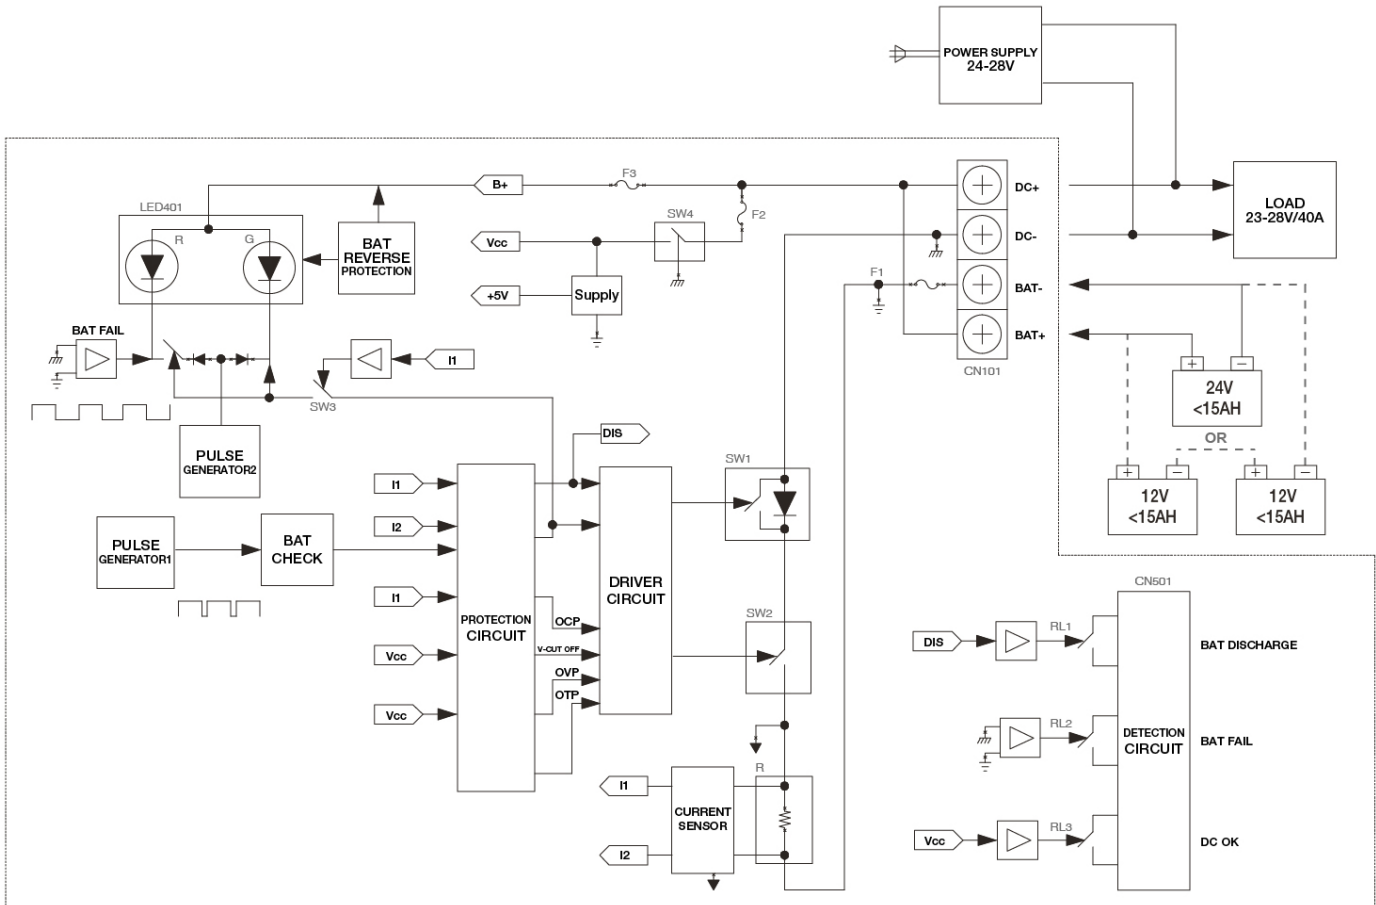 POWER SUPPLY
24-28V
LOAD
23-28V/40A
B+
F3
F2
SW4
Vcc
+5V
Supply
F1
DC+
DC-
BAT-
BAT+
CN101
LED401
R
G
BAT
REVERSE
PROTECTION
BAT FAIL
I1
SW3
PULSE
GENERATOR2
+
−
24V
<15AH
OR
+
−
12V
<15AH
+
−
12V
<15AH
DIS
I1
I2
PULSE
GENERATOR1
BAT
CHECK
I1
Vcc
Vcc
PROTECTION
CIRCUIT
OCP
V-CUT OFF
OVP
OTP
DRIVER
CIRCUIT
SW1
SW2
R
I1
I2
CURRENT
SENSOR
CN501
DIS
RL1
BAT DISCHARGE
RL2
DETECTION
CIRCUIT
BAT FAIL
Vcc
RL3
DC OK